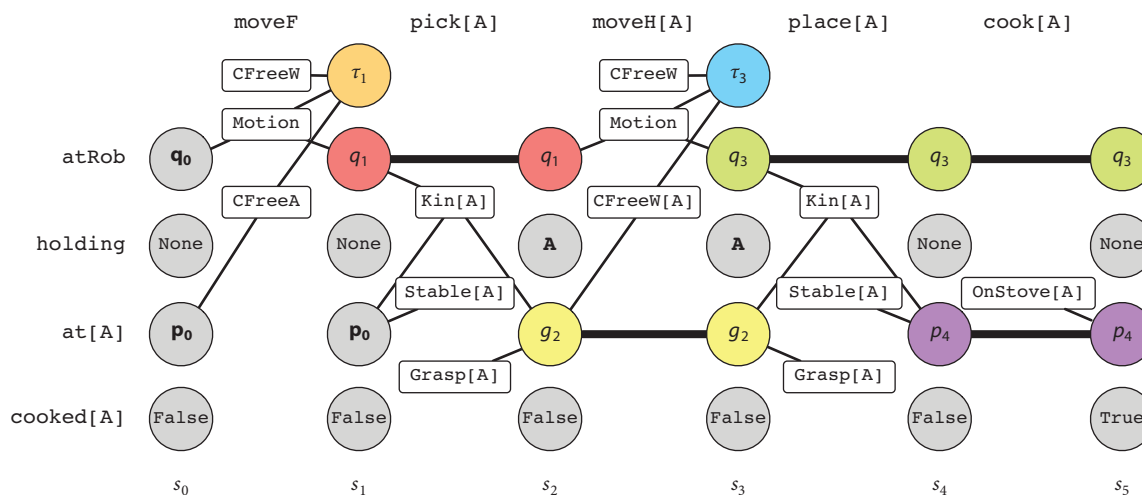 moveF pick[A] moveH[A] place[A] cook[A]
CFreeW τ1 CFreeW τ3
Motion Motion
atRob q0 q1 q1 q3 q3 q3
CFreeA Kin[A] CFreeW[A] Kin[A]
holding None None A A None None
Stable[A] Stable[A] OnStove[A]
at[A] p0 p0 g2 g2 p4 p4
Grasp[A] Grasp[A]
cooked[A] False False False False False True
s0 s1 s2 s3 s4 s5